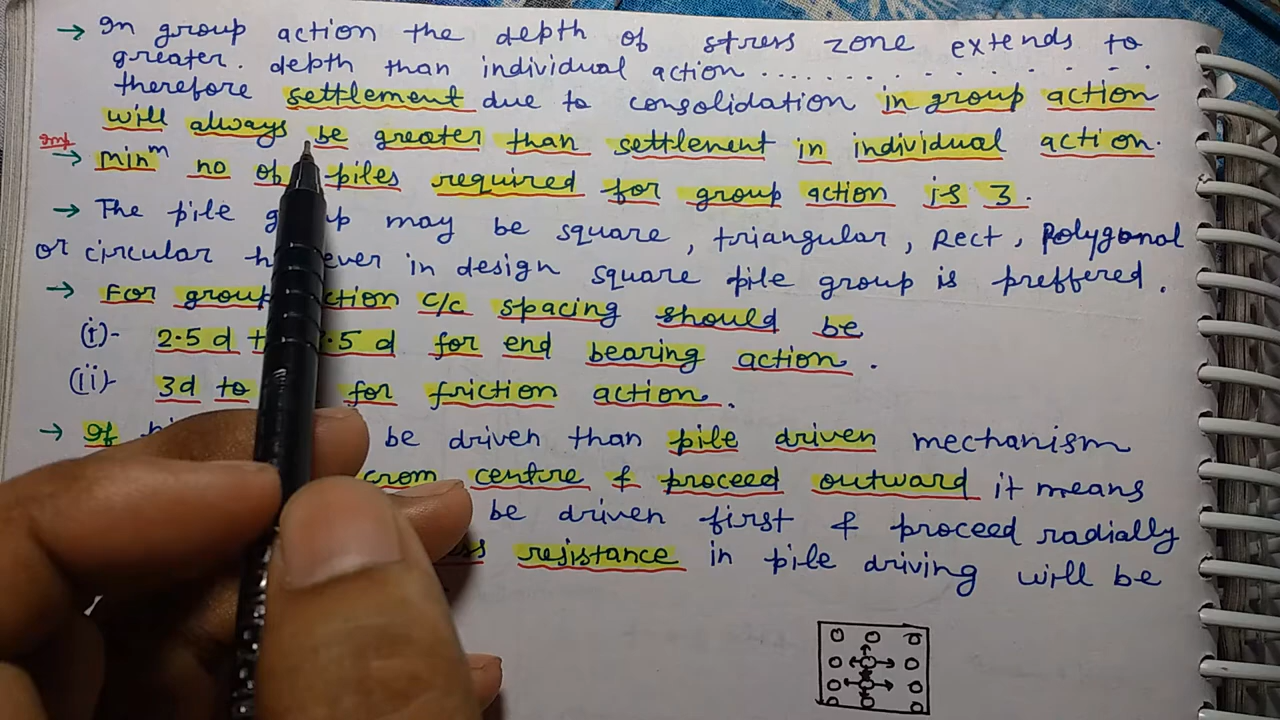 → In group action the depth of stress zone extends to
greater. depth than individual action . . . . . . . . . . . . . . .
therefore settlement due to consolidation in group action
will always be greater than settlement in individual action.
Imp
→ minᵐ no of piles required for group action is 3.
→ The pile may be square, triangular, Rect, Polygonal
or circular in design square pile group is preffered.
→ For group action c/c spacing should be
(i)- 2.5 d 3.5 d for end bearing action.
(ii)- 3d to for friction action.
→ If be driven than pile driven mechanism
from centre & proceed outward it means
be driven first & proceed radially
resistance in pile driving will be